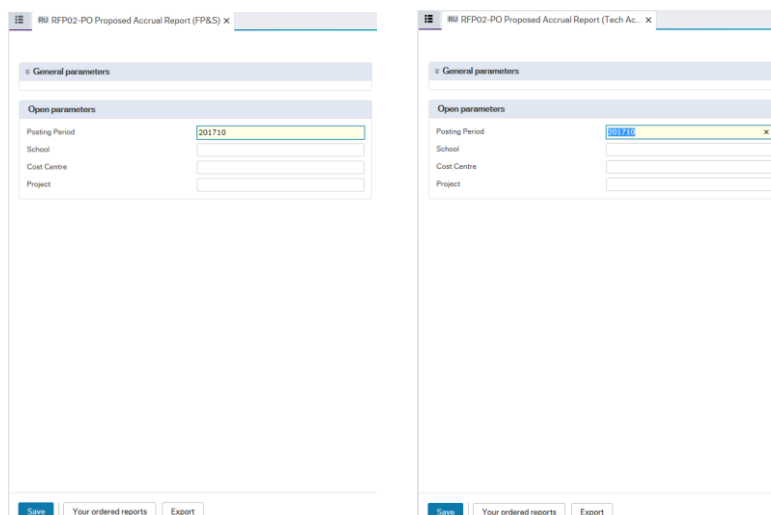 RU RFP02-PO Proposed Accrual Report (FP&S) ×
General parameters
Open parameters
Posting Period 201710
School
Cost Centre
Project
Save Your ordered reports Export
RU RFP02-PO Proposed Accrual Report (Tech Ac... ×
General parameters
Open parameters
Posting Period 201710 ×
School
Cost Centre
Project
Save Your ordered reports Export